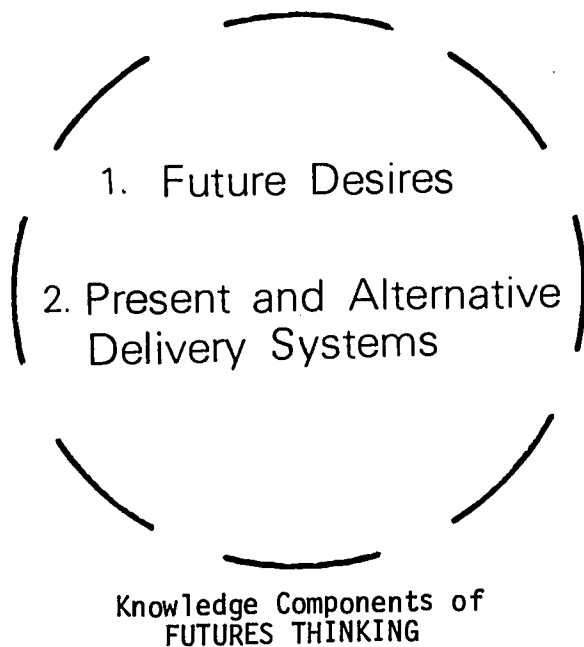 1. Future Desires
2. Present and Alternative
Delivery Systems
Knowledge Components of
FUTURES THINKING